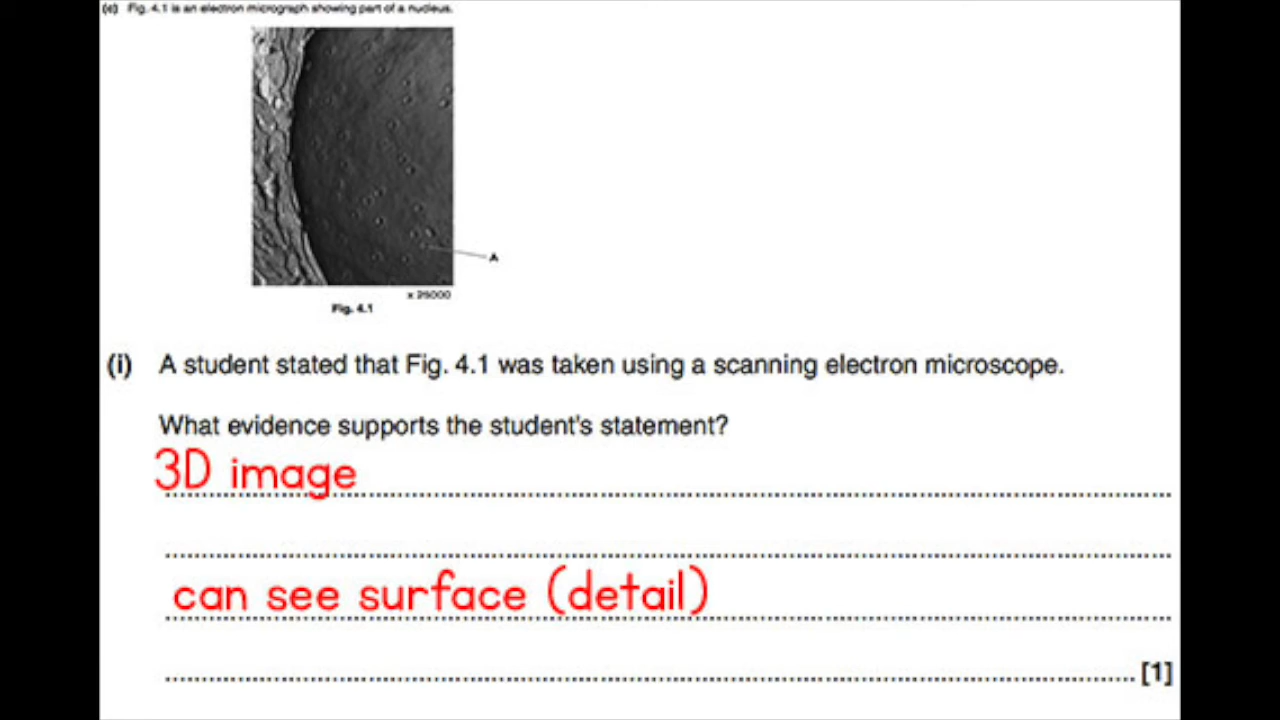 (c) Fig. 4.1 is an electron micrograph showing part of a nucleus.
A
x 25000
Fig. 4.1
(i) A student stated that Fig. 4.1 was taken using a scanning electron microscope.
What evidence supports the student's statement?
3D image
can see surface (detail)
[1]